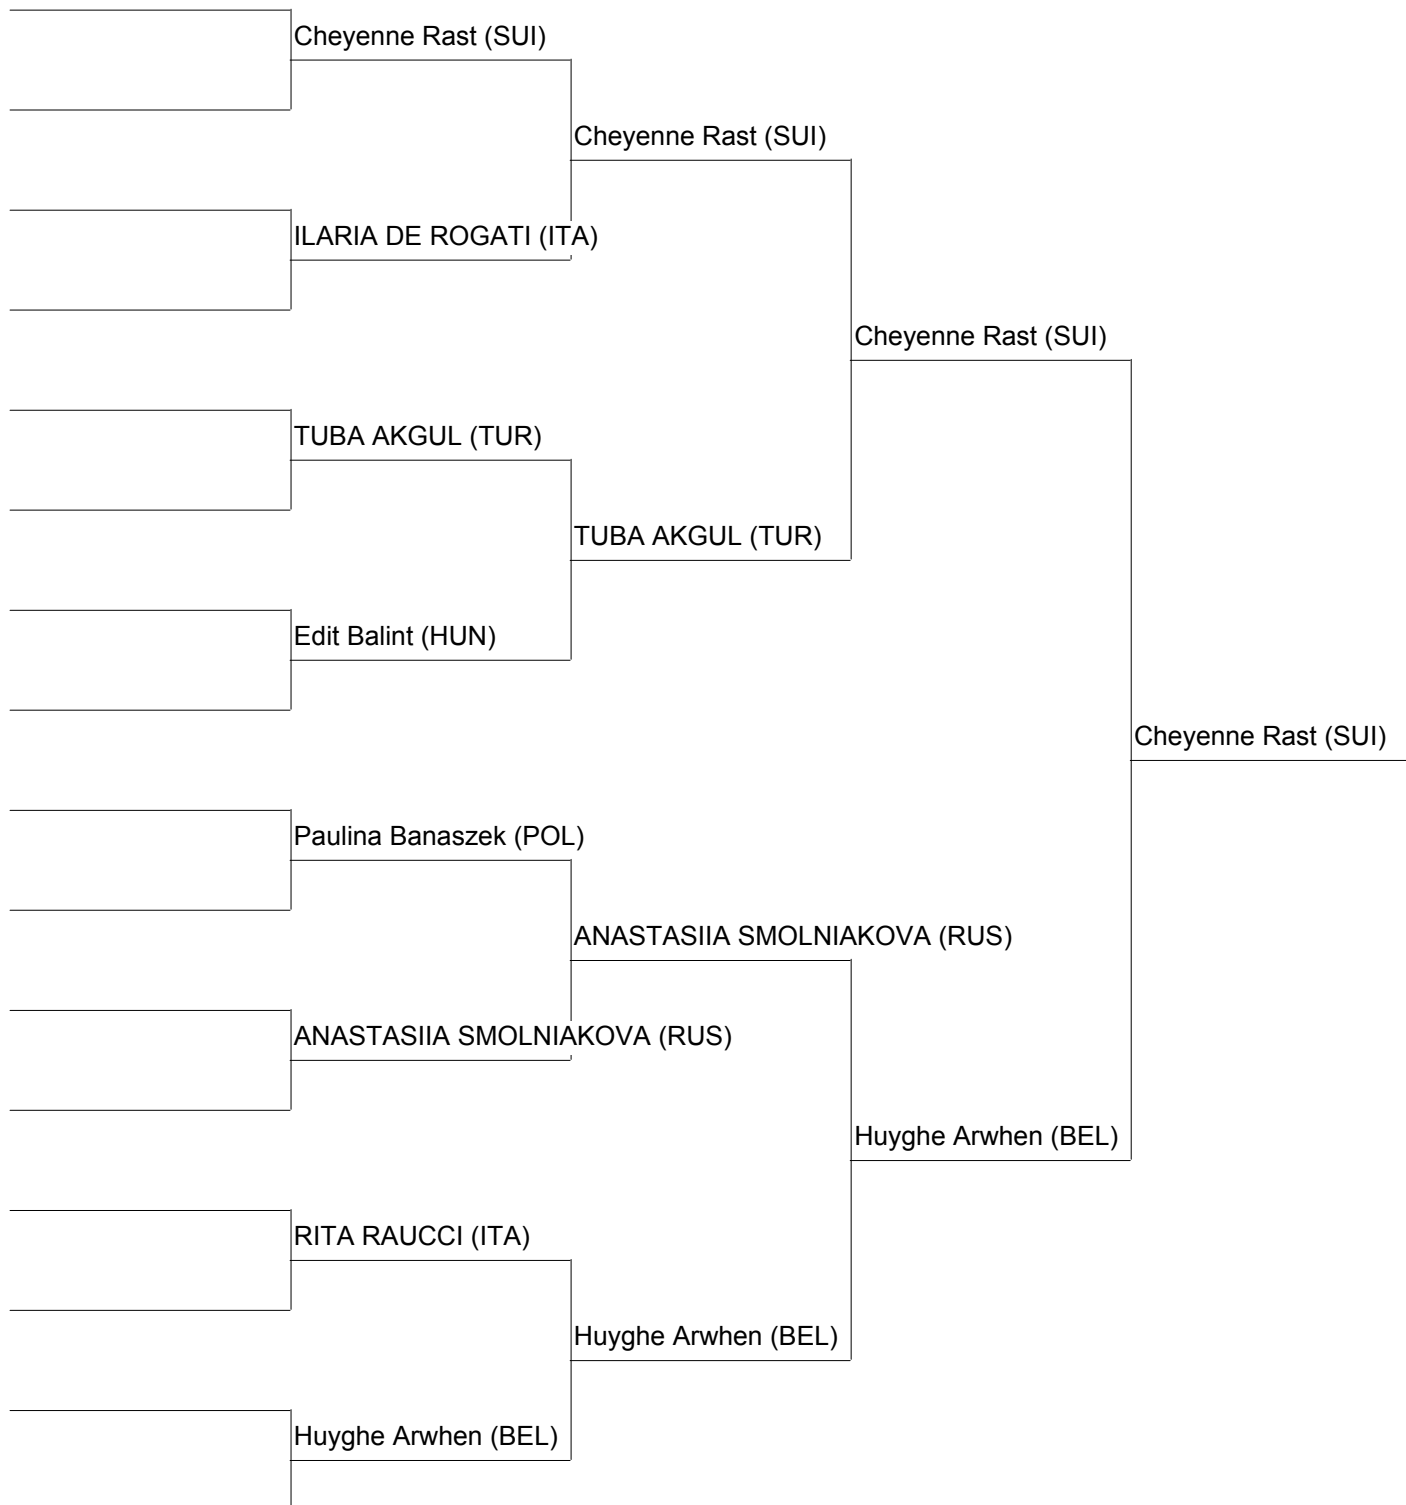 Cheyenne Rast (SUI)
Cheyenne Rast (SUI)
ILARIA DE ROGATI (ITA)
Cheyenne Rast (SUI)
TUBA AKGUL (TUR)
TUBA AKGUL (TUR)
Edit Balint (HUN)
Cheyenne Rast (SUI)
Paulina Banaszek (POL)
ANASTASIIA SMOLNIAKOVA (RUS)
ANASTASIIA SMOLNIAKOVA (RUS)
Huyghe Arwhen (BEL)
RITA RAUCCI (ITA)
Huyghe Arwhen (BEL)
Huyghe Arwhen (BEL)